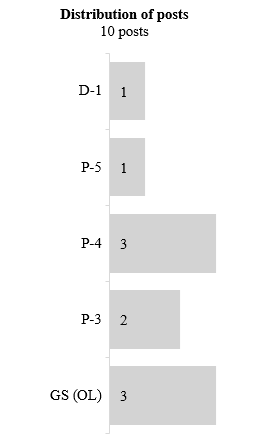 Distribution of posts
10 posts
D-1 1
P-5 1
P-4 3
P-3 2
GS (OL) 3